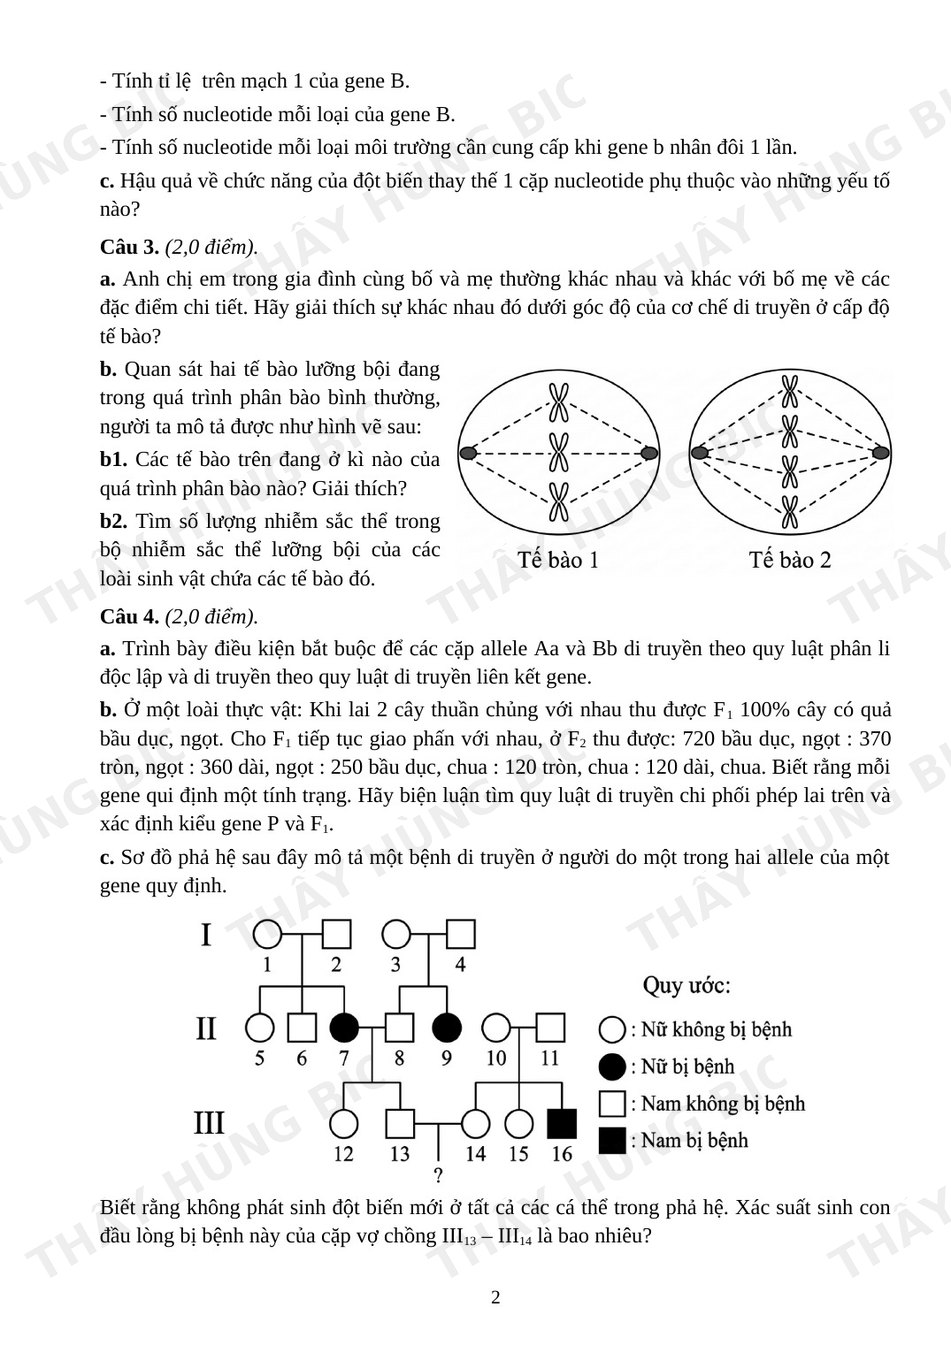 - Tính tỉ lệ  trên mạch 1 của gene B.
- Tính số nucleotide mỗi loại của gene B.
- Tính số nucleotide mỗi loại môi trường cần cung cấp khi gene b nhân đôi 1 lần.
c. Hậu quả về chức năng của đột biến thay thế 1 cặp nucleotide phụ thuộc vào những yếu tố
nào?
Câu 3. (2,0 điểm).
a. Anh chị em trong gia đình cùng bố và mẹ thường khác nhau và khác với bố mẹ về các
đặc điểm chi tiết. Hãy giải thích sự khác nhau đó dưới góc độ của cơ chế di truyền ở cấp độ
tế bào?
b. Quan sát hai tế bào lưỡng bội đang
trong quá trình phân bào bình thường,
người ta mô tả được như hình vẽ sau:
b1. Các tế bào trên đang ở kì nào của
quá trình phân bào nào? Giải thích?
b2. Tìm số lượng nhiễm sắc thể trong
bộ nhiễm sắc thể lưỡng bội của các
loài sinh vật chứa các tế bào đó.
Tế bào 1
Tế bào 2
Câu 4. (2,0 điểm).
a. Trình bày điều kiện bắt buộc để các cặp allele Aa và Bb di truyền theo quy luật phân li
độc lập và di truyền theo quy luật di truyền liên kết gene.
b. Ở một loài thực vật: Khi lai 2 cây thuần chủng với nhau thu được F1 100% cây có quả
bầu dục, ngọt. Cho F1 tiếp tục giao phấn với nhau, ở F2 thu được: 720 bầu dục, ngọt : 370
tròn, ngọt : 360 dài, ngọt : 250 bầu dục, chua : 120 tròn, chua : 120 dài, chua. Biết rằng mỗi
gene qui định một tính trạng. Hãy biện luận tìm quy luật di truyền chi phối phép lai trên và
xác định kiểu gene P và F1.
c. Sơ đồ phả hệ sau đây mô tả một bệnh di truyền ở người do một trong hai allele của một
gene quy định.
I
1 2 3 4
II
5 6 7 8 9 10 11
III
12 13 14 15 16
?
Quy ước:
: Nữ không bị bệnh
: Nữ bị bệnh
: Nam không bị bệnh
: Nam bị bệnh
Biết rằng không phát sinh đột biến mới ở tất cả các cá thể trong phả hệ. Xác suất sinh con
đầu lòng bị bệnh này của cặp vợ chồng III13 – III14 là bao nhiêu?
2
THẦY HÙNG BIC